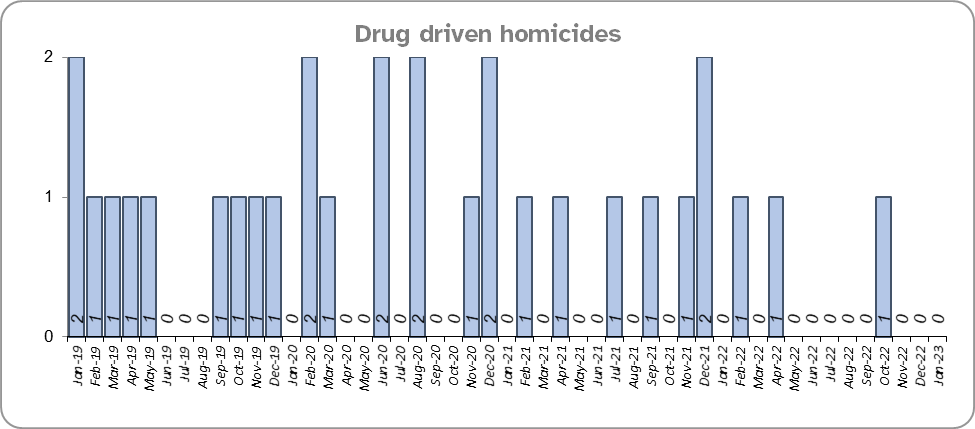 Drug driven homicides
2
1
0
2 1 1 1 1 0 0 0 1 1 1 1 0 2 1 0 0 2 0 2 0 0 1 2 0 1 0 1 0 0 1 0 1 0 1 2 0 1 0 1 0 0 0 0 0 1 0 0 0
Jan-19 Feb-19 Mar-19 Apr-19 May-19 Jun-19 Jul-19 Aug-19 Sep-19 Oct-19 Nov-19 Dec-19 Jan-20 Feb-20 Mar-20 Apr-20 May-20 Jun-20 Jul-20 Aug-20 Sep-20 Oct-20 Nov-20 Dec-20 Jan-21 Feb-21 Mar-21 Apr-21 May-21 Jun-21 Jul-21 Aug-21 Sep-21 Oct-21 Nov-21 Dec-21 Jan-22 Feb-22 Mar-22 Apr-22 May-22 Jun-22 Jul-22 Aug-22 Sep-22 Oct-22 Nov-22 Dec-22 Jan-23